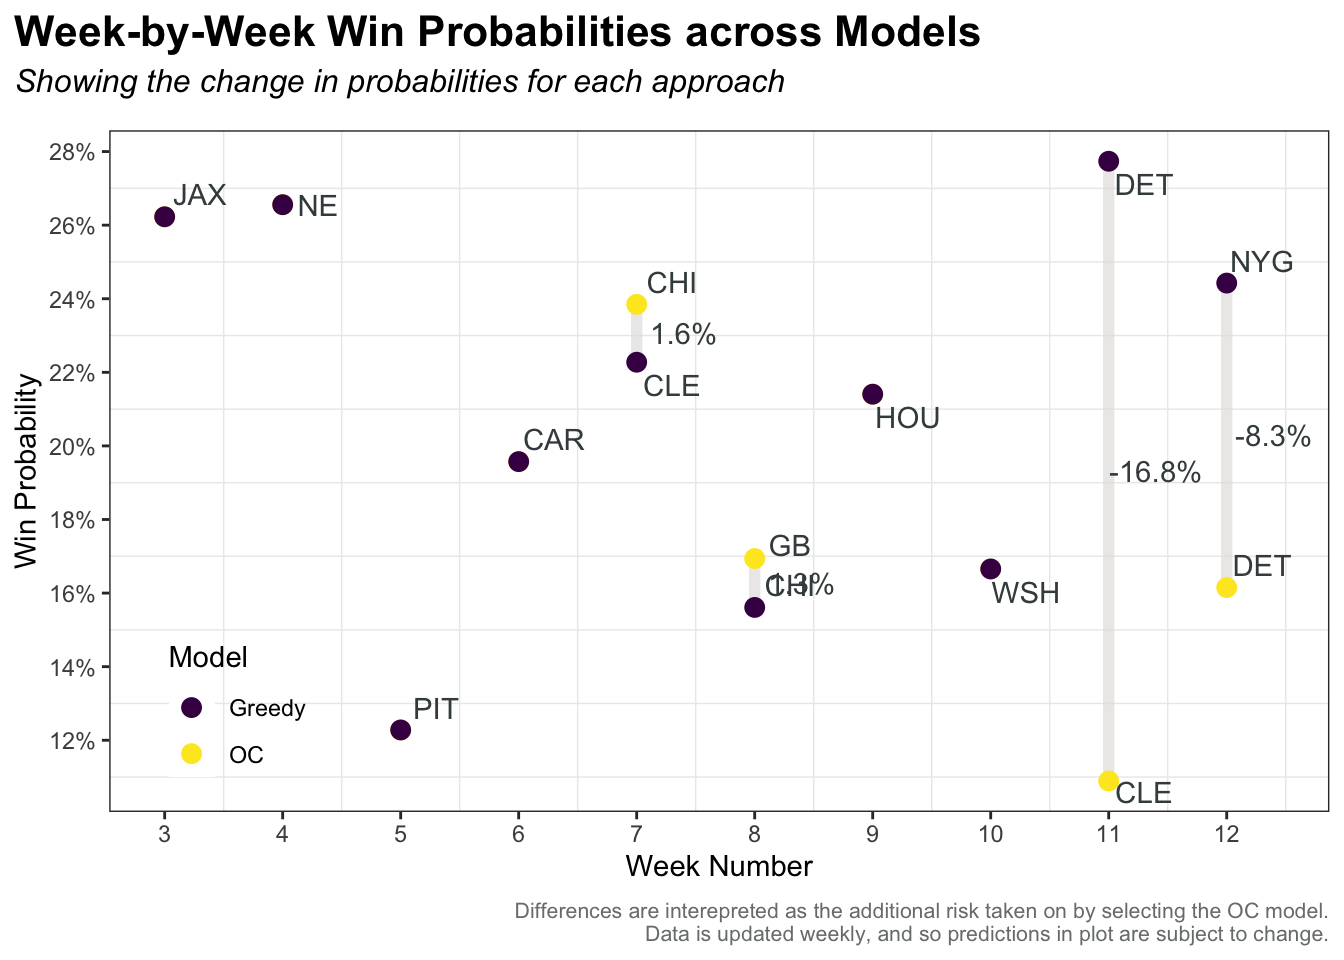 Week-by-Week Win Probabilities across Models
Showing the change in probabilities for each approach
28%
26%
24%
22%
20%
18%
16%
14%
12%
Win Probability
JAX
NE
PIT
CAR
CHI
1.6%
CLE
GB
CHI
1.3%
HOU
WSH
DET
-16.8%
CLE
NYG
-8.3%
DET
Model
Greedy
OC
3 4 5 6 7 8 9 10 11 12
Week Number
Differences are interepreted as the additional risk taken on by selecting the OC model.
Data is updated weekly, and so predictions in plot are subject to change.